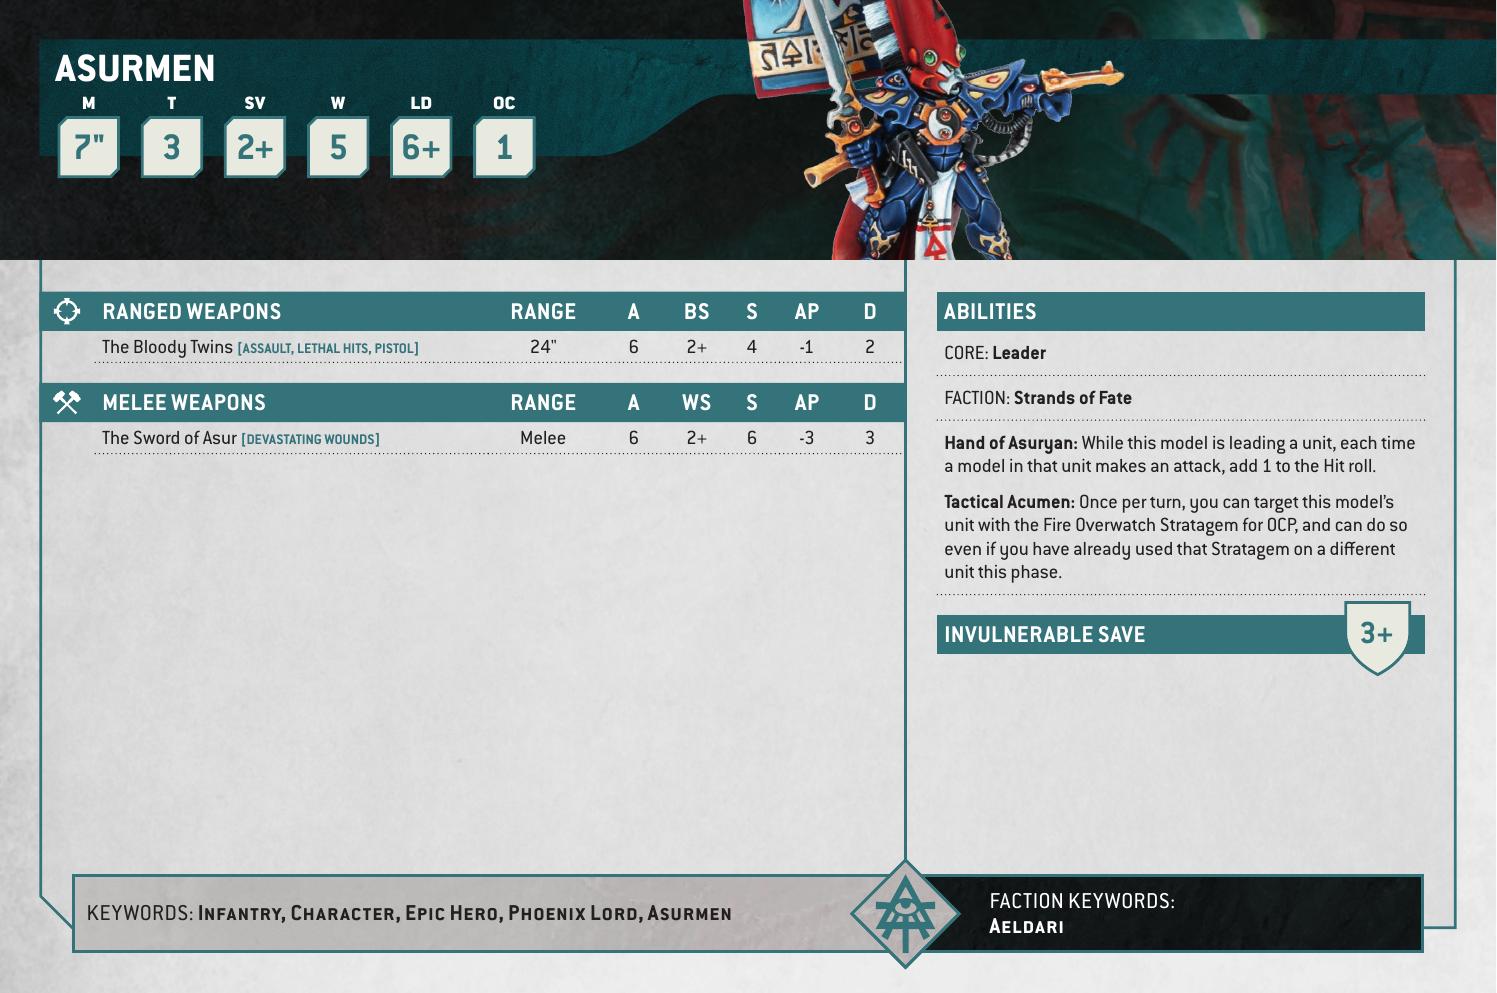 ASURMEN
M T SV W LD OC
7" 3 2+ 5 6+ 1
RANGED WEAPONS RANGE A BS S AP D
The Bloody Twins [ASSAULT, LETHAL HITS, PISTOL] 24" 6 2+ 4 -1 2
MELEE WEAPONS RANGE A WS S AP D
The Sword of Asur [DEVASTATING WOUNDS] Melee 6 2+ 6 -3 3
ABILITIES
CORE: Leader
FACTION: Strands of Fate
Hand of Asuryan: While this model is leading a unit, each time
a model in that unit makes an attack, add 1 to the Hit roll.
Tactical Acumen: Once per turn, you can target this model's
unit with the Fire Overwatch Stratagem for 0CP, and can do so
even if you have already used that Stratagem on a different
unit this phase.
INVULNERABLE SAVE 3+
KEYWORDS: INFANTRY, CHARACTER, EPIC HERO, PHOENIX LORD, ASURMEN
FACTION KEYWORDS:
AELDARI